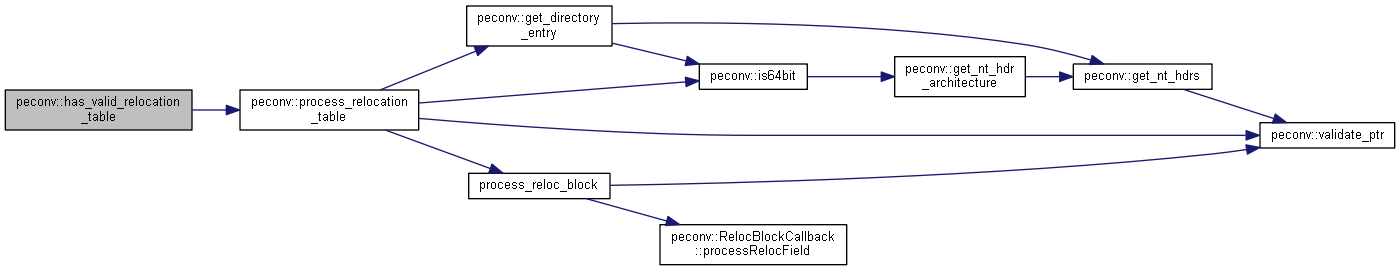 peconv::has_valid_relocation
_table
peconv::process_relocation
_table
peconv::get_directory
_entry
peconv::is64bit
peconv::get_nt_hdr
_architecture
peconv::get_nt_hdrs
peconv::validate_ptr
process_reloc_block
peconv::RelocBlockCallback
::processRelocField